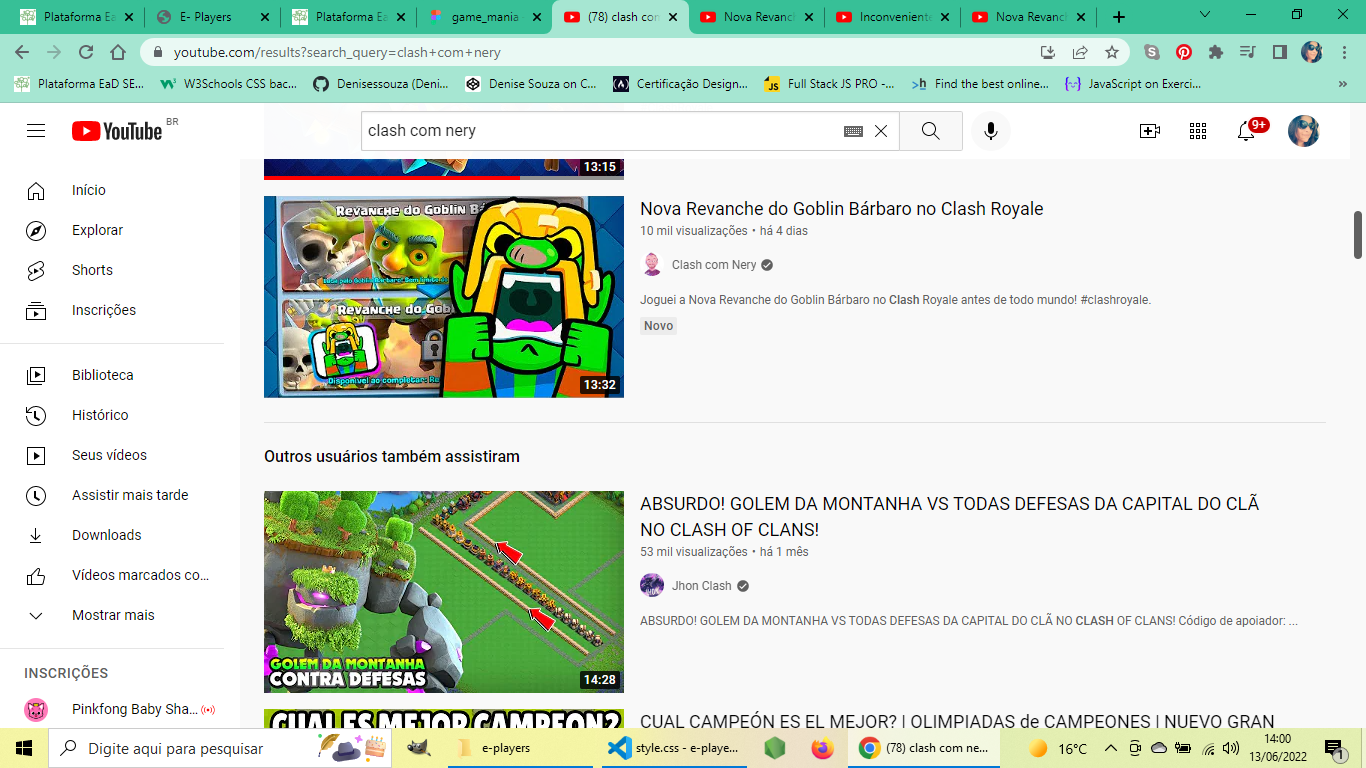 Plataforma Ea
E- Players
Plataforma Ea
game_mania
(78) clash con
Nova Revanch
Inconveniente
Nova Revanch
youtube.com/results?search_query=clash+com+nery
Plataforma EaD SE...
W3Schools CSS bac...
Denisessouza (Deni...
Denise Souza on C...
Certificação Design...
Full Stack JS PRO -...
Find the best online...
JavaScript on Exerci...
YouTube BR
clash com nery
9+
Início
Explorar
Shorts
Inscrições
Biblioteca
Histórico
Seus vídeos
Assistir mais tarde
Downloads
Vídeos marcados co...
Mostrar mais
INSCRIÇÕES
Pinkfong Baby Sha...
13:15
Revanche do Goblin Bá
Revanche do Gob
13:32
Nova Revanche do Goblin Bárbaro no Clash Royale
10 mil visualizações • há 4 dias
Clash com Nery
Joguei a Nova Revanche do Goblin Bárbaro no Clash Royale antes de todo mundo! #clashroyale.
Novo
Outros usuários também assistiram
GOLEM DA MONTANHA
CONTRA DEFESAS
14:28
ABSURDO! GOLEM DA MONTANHA VS TODAS DEFESAS DA CAPITAL DO CLÃ
NO CLASH OF CLANS!
53 mil visualizações • há 1 mês
Jhon Clash
ABSURDO! GOLEM DA MONTANHA VS TODAS DEFESAS DA CAPITAL DO CLÃ NO CLASH OF CLANS! Código de apoiador: ...
CUAL ES MEJOR CAMPEON?
CUAL CAMPEÓN ES EL MEJOR? | OLIMPIADAS de CAMPEONES | NUEVO GRAN
Digite aqui para pesquisar
e-players
style.css - e-playe...
(78) clash com ne...
16°C
14:00
13/06/2022
1